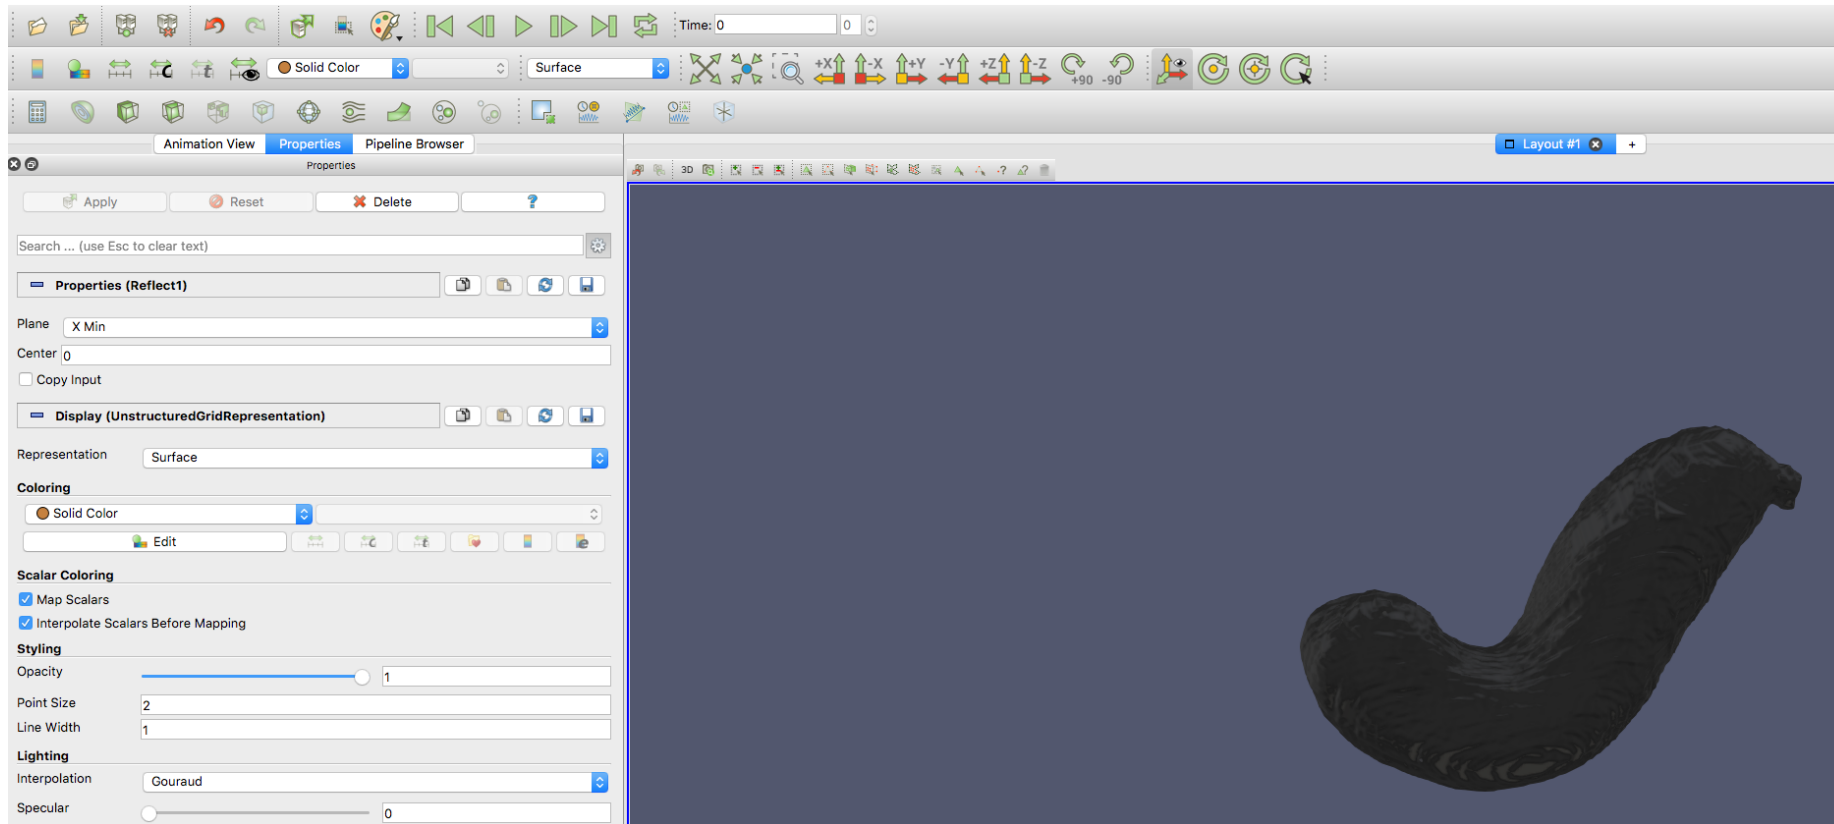 Time: 0 0
Solid Color Surface +X -X +Y -Y +Z -Z +90 -90
Animation View Properties Pipeline Browser Layout #1 +
Properties
3D
Apply Reset Delete ?
Search ... (use Esc to clear text)
Properties (Reflect1)
Plane X Min
Center 0
Copy Input
Display (UnstructuredGridRepresentation)
Representation Surface
Coloring
Solid Color
Edit
Scalar Coloring
Map Scalars
Interpolate Scalars Before Mapping
Styling
Opacity 1
Point Size 2
Line Width 1
Lighting
Interpolation Gouraud
Specular 0